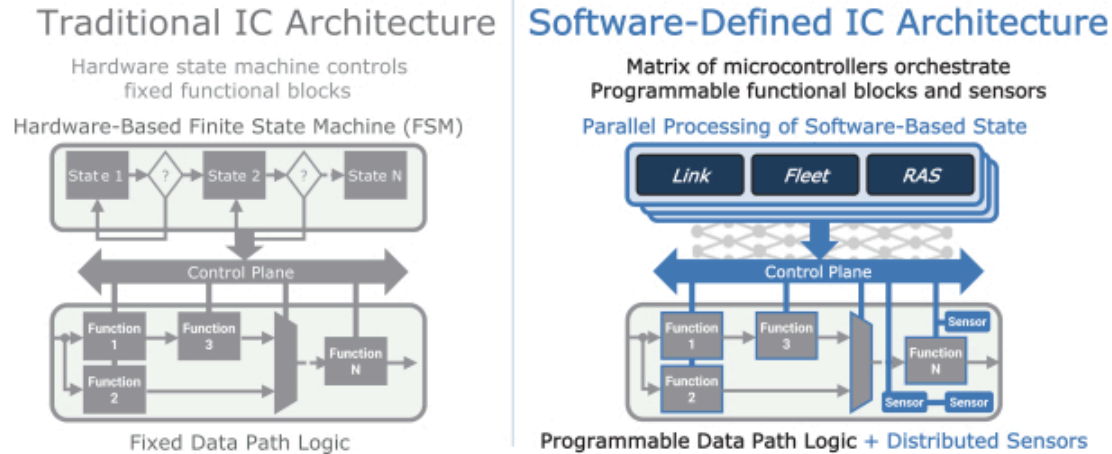 Traditional IC Architecture
Hardware state machine controls
fixed functional blocks
Hardware-Based Finite State Machine (FSM)
State 1
?
State 2
?
State N
Control Plane
Function
1
Function
3
Function
2
Function
N
Fixed Data Path Logic
Software-Defined IC Architecture
Matrix of microcontrollers orchestrate
Programmable functional blocks and sensors
Parallel Processing of Software-Based State
Link
Fleet
RAS
Control Plane
Function
1
Function
3
Sensor
Function
N
Function
2
Sensor
Sensor
Programmable Data Path Logic + Distributed Sensors